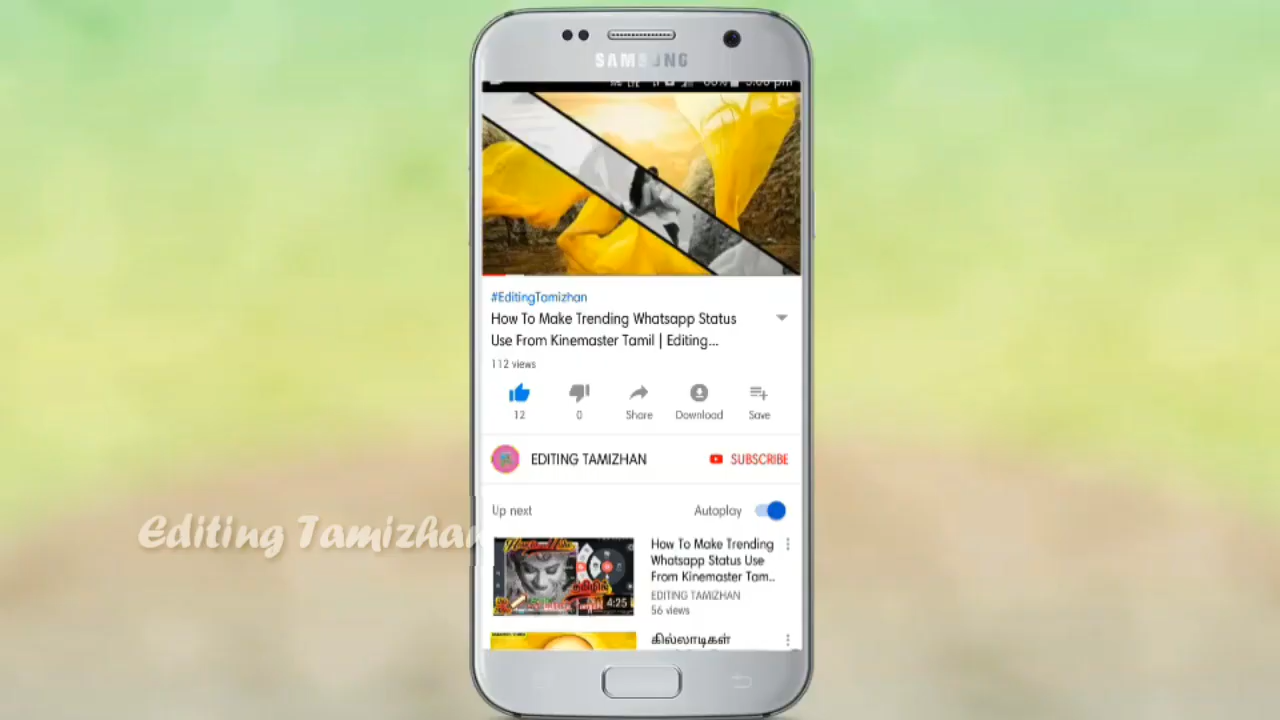 SAMSUNG
#EditingTamizhan
How To Make Trending Whatsapp Status
Use From Kinemaster Tamil | Editing...
112 views
12
0
Share
Download
Save
EDITING TAMIZHAN
SUBSCRIBE
Up next
Autoplay
Editing Tamizhan
How To Make Trending
Whatsapp Status Use
From Kinemaster Tam..
EDITING TAMIZHAN
56 views
தமிழில்
4:25
கில்லாடிகள்